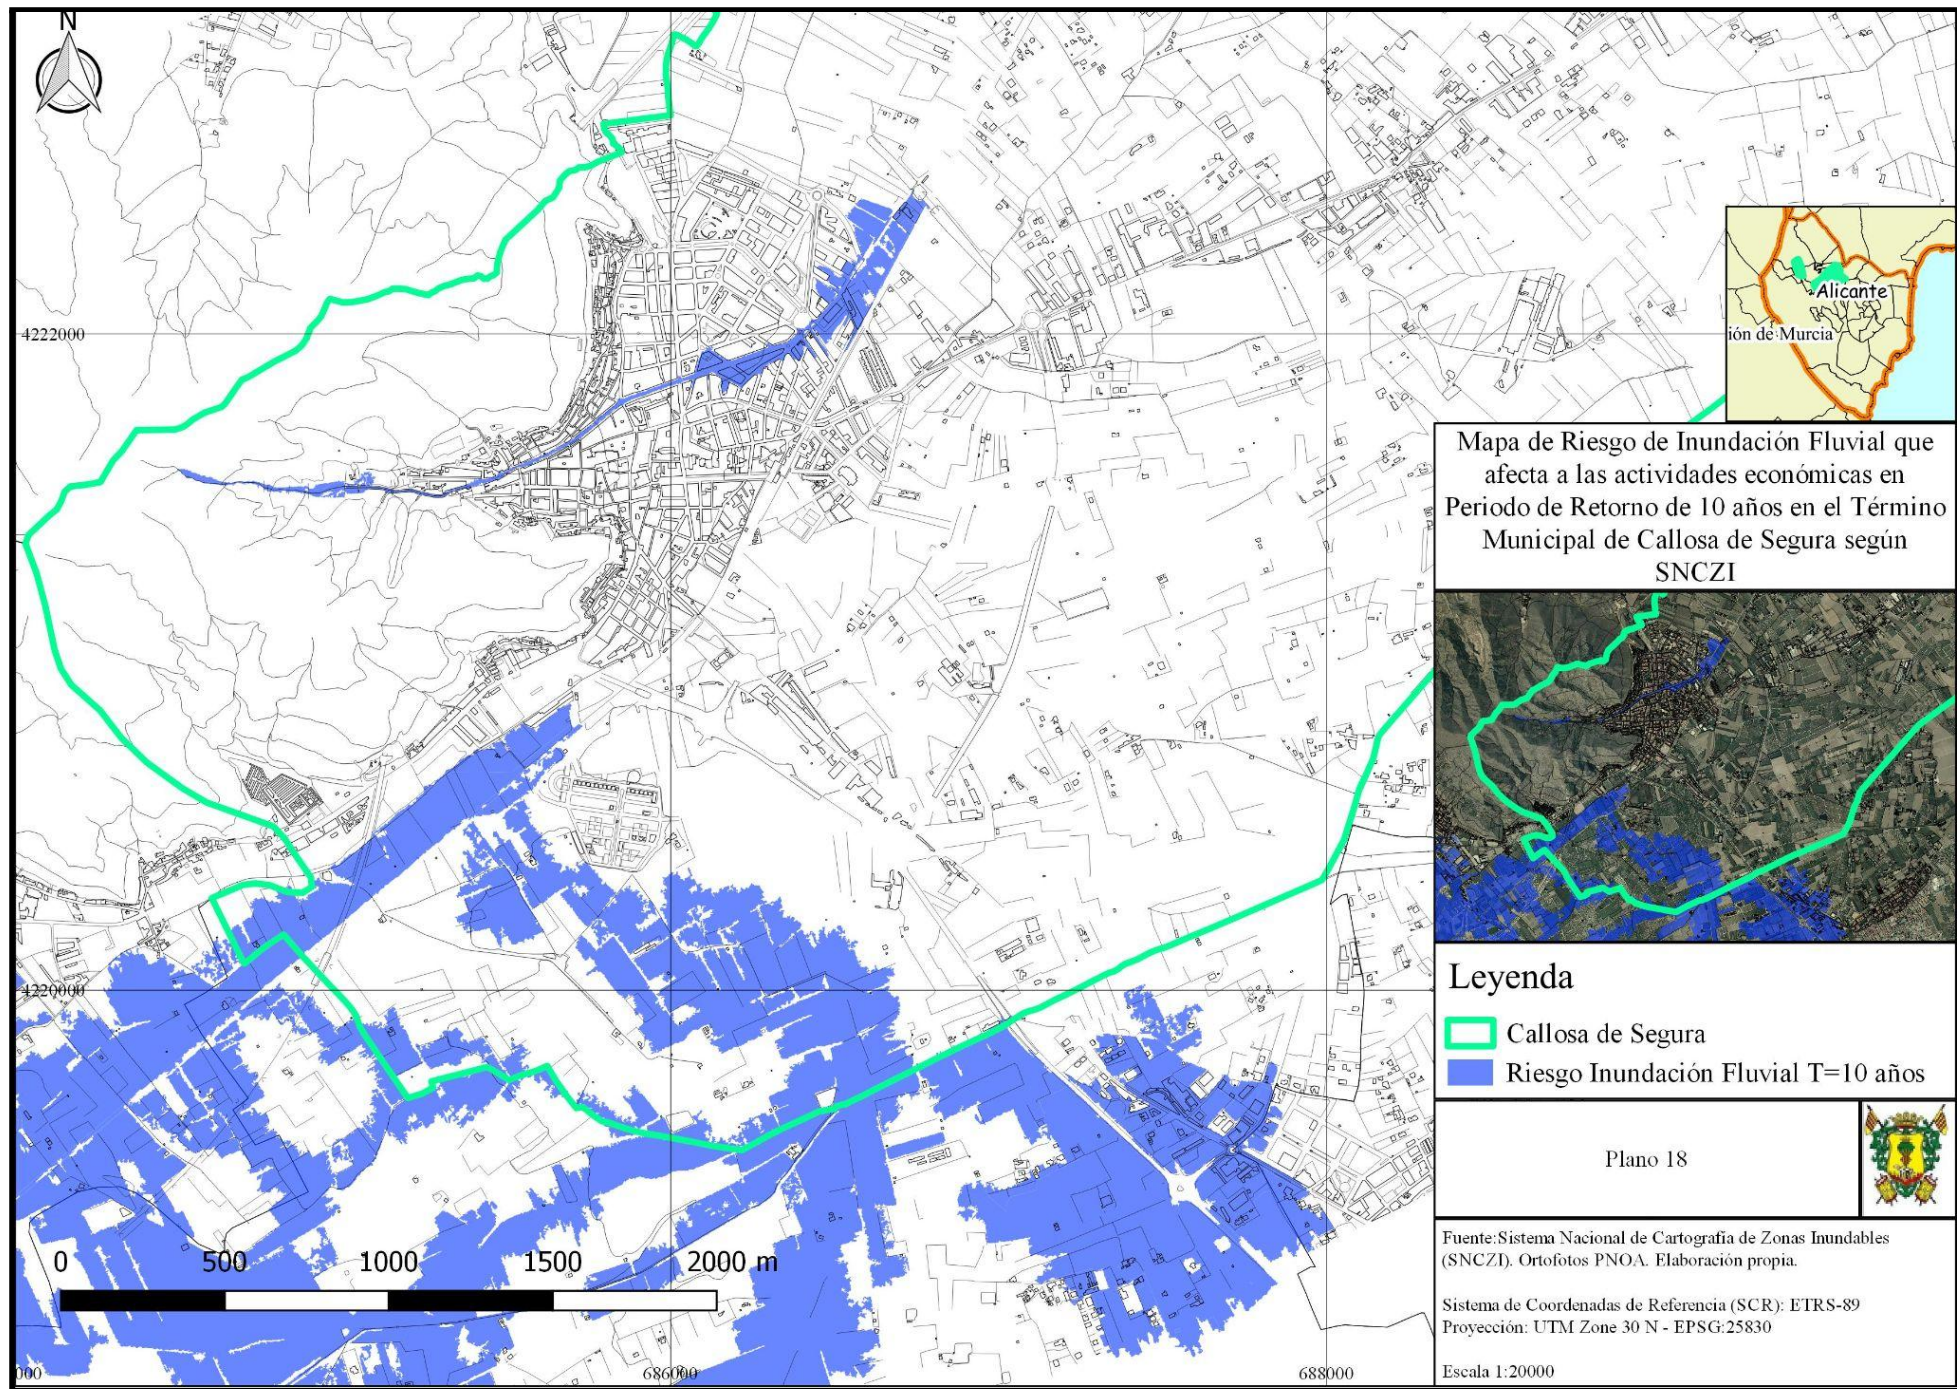 N
4222000
4220000
0 500 1000 1500 2000 m
000
686000
688000
Alicante
ión de Murcia
Mapa de Riesgo de Inundación Fluvial que
afecta a las actividades económicas en
Periodo de Retorno de 10 años en el Término
Municipal de Callosa de Segura según
SNCZI
Leyenda
Callosa de Segura
Riesgo Inundación Fluvial T=10 años
Plano 18
Fuente:Sistema Nacional de Cartografía de Zonas Inundables
(SNCZI). Ortofotos PNOA. Elaboración propia.
Sistema de Coordenadas de Referencia (SCR): ETRS-89
Proyección: UTM Zone 30 N - EPSG:25830
Escala 1:20000